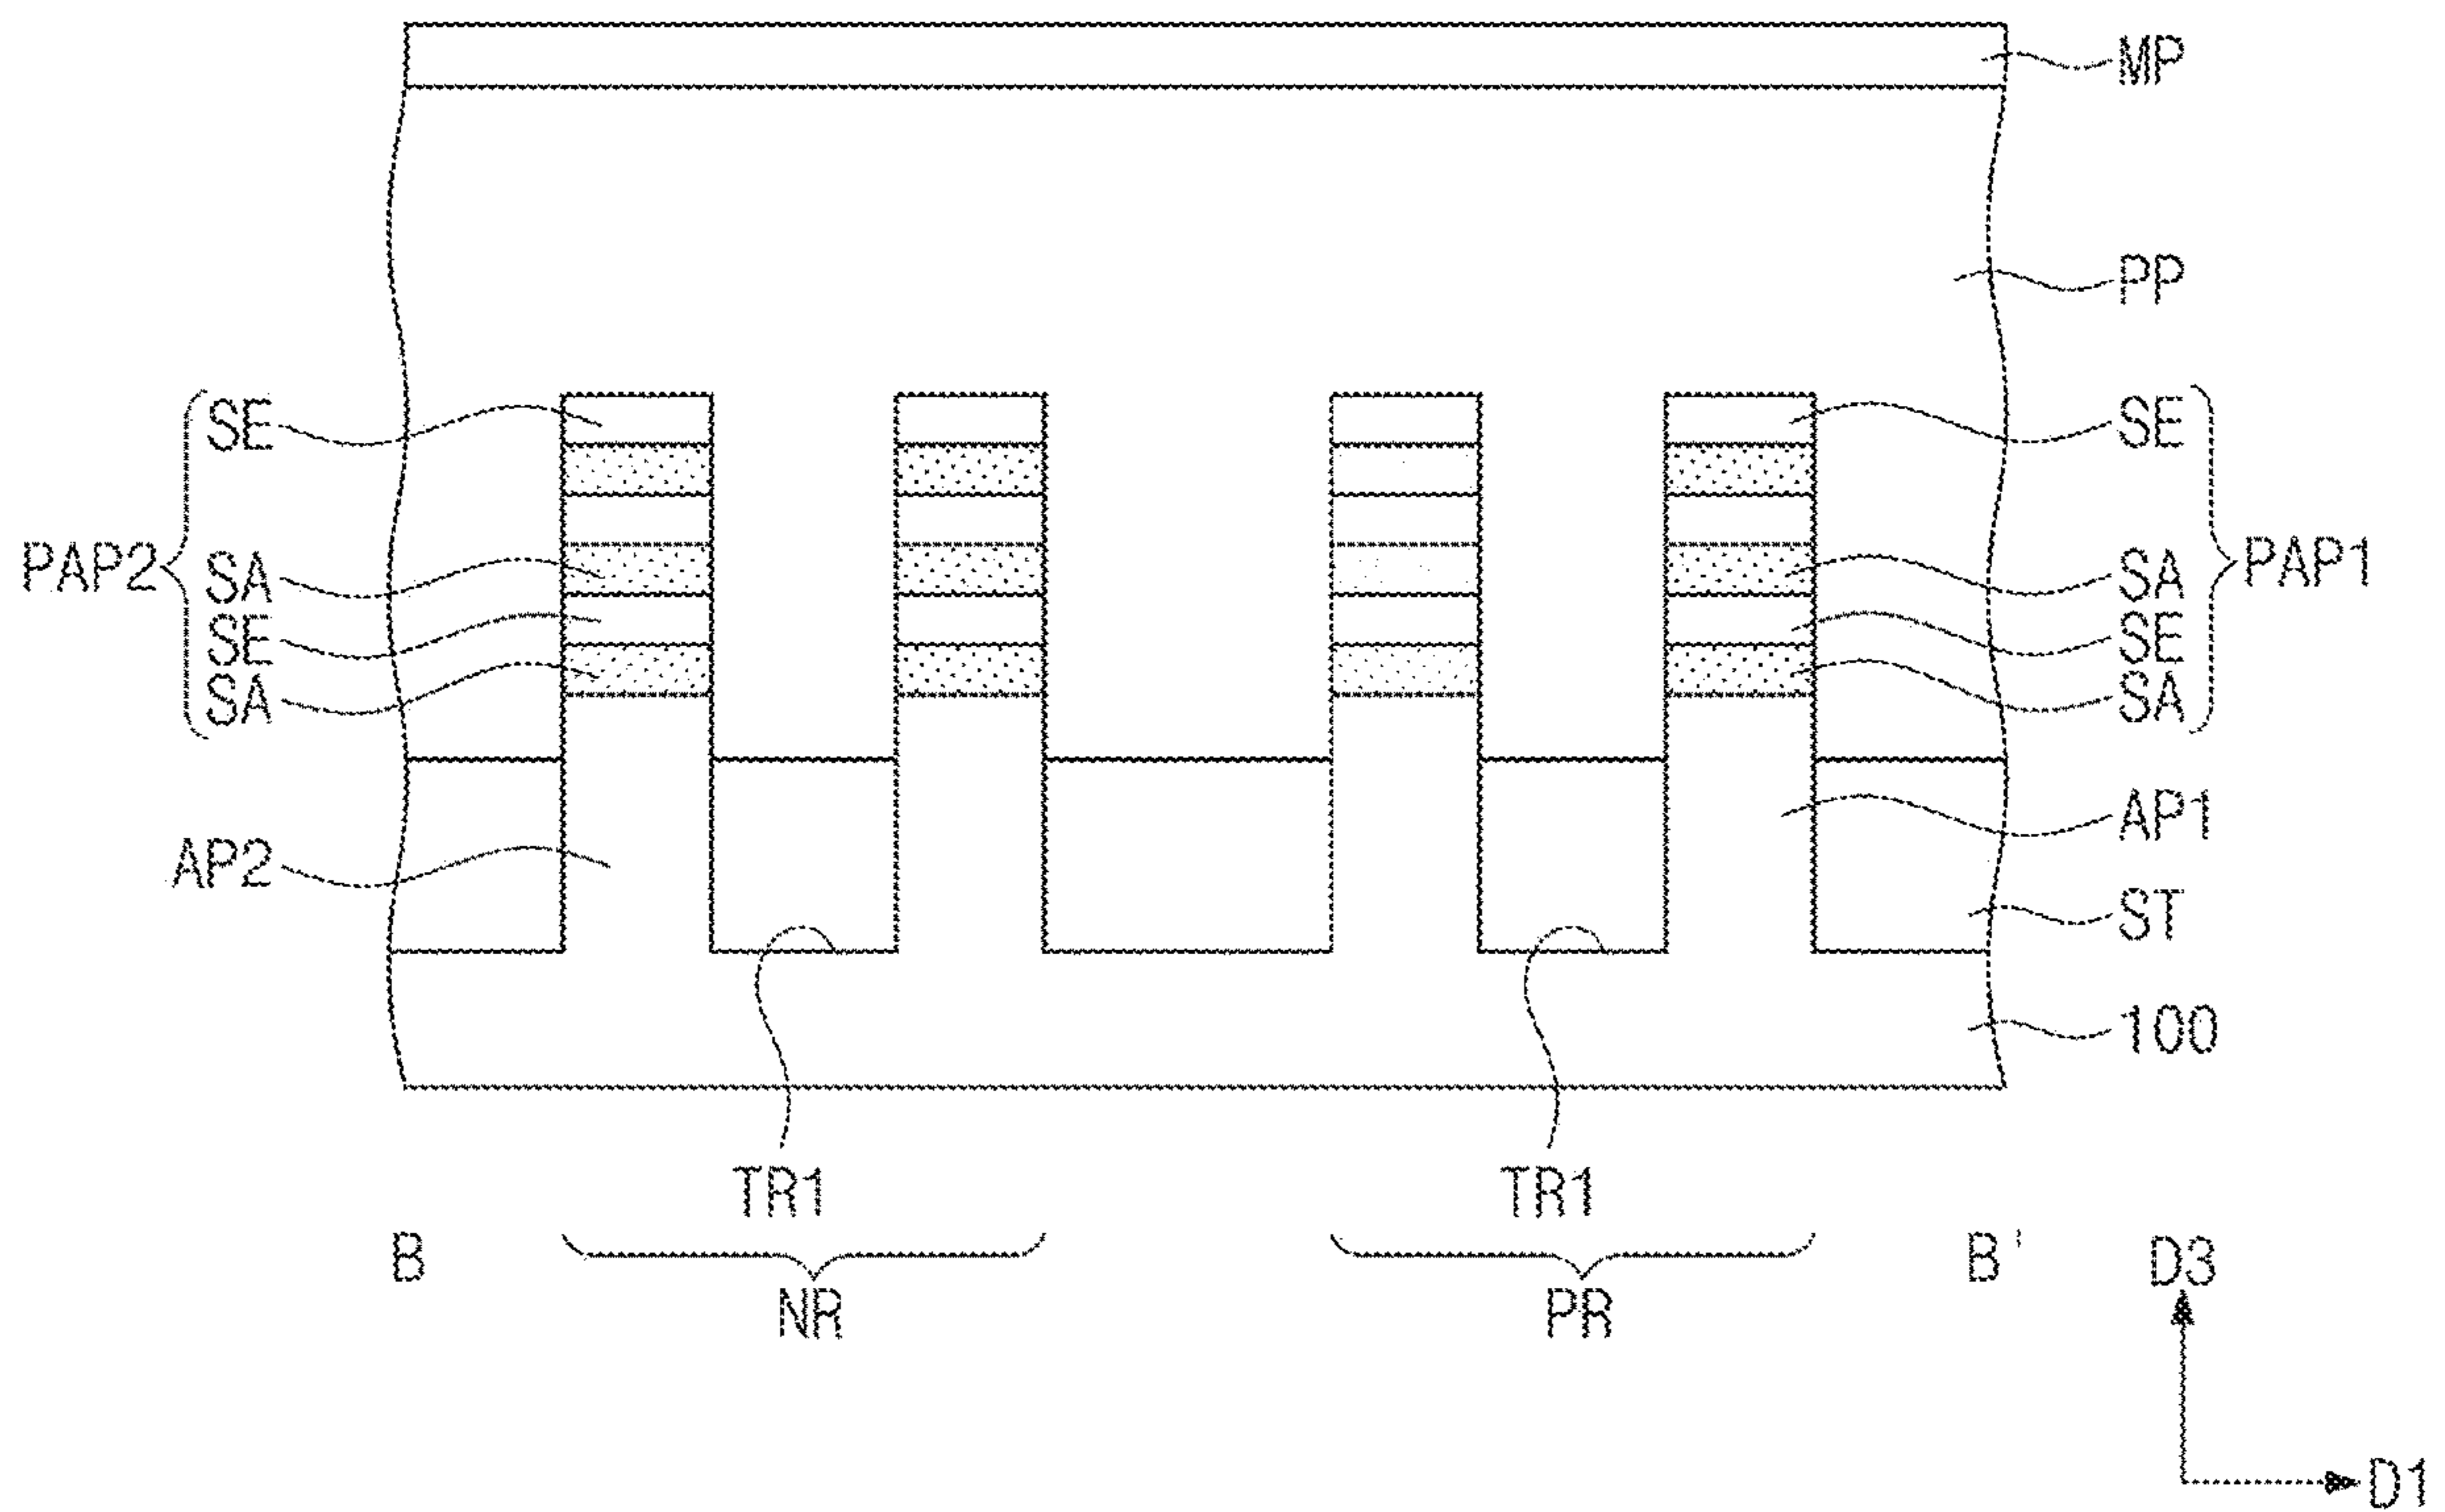 MP
PP
SE SE
PAP2 SA SA PAP1
SE SE
SA SA
AP1
AP2
ST
100
TR1 TR1
B B'
NR PR
D3
D1